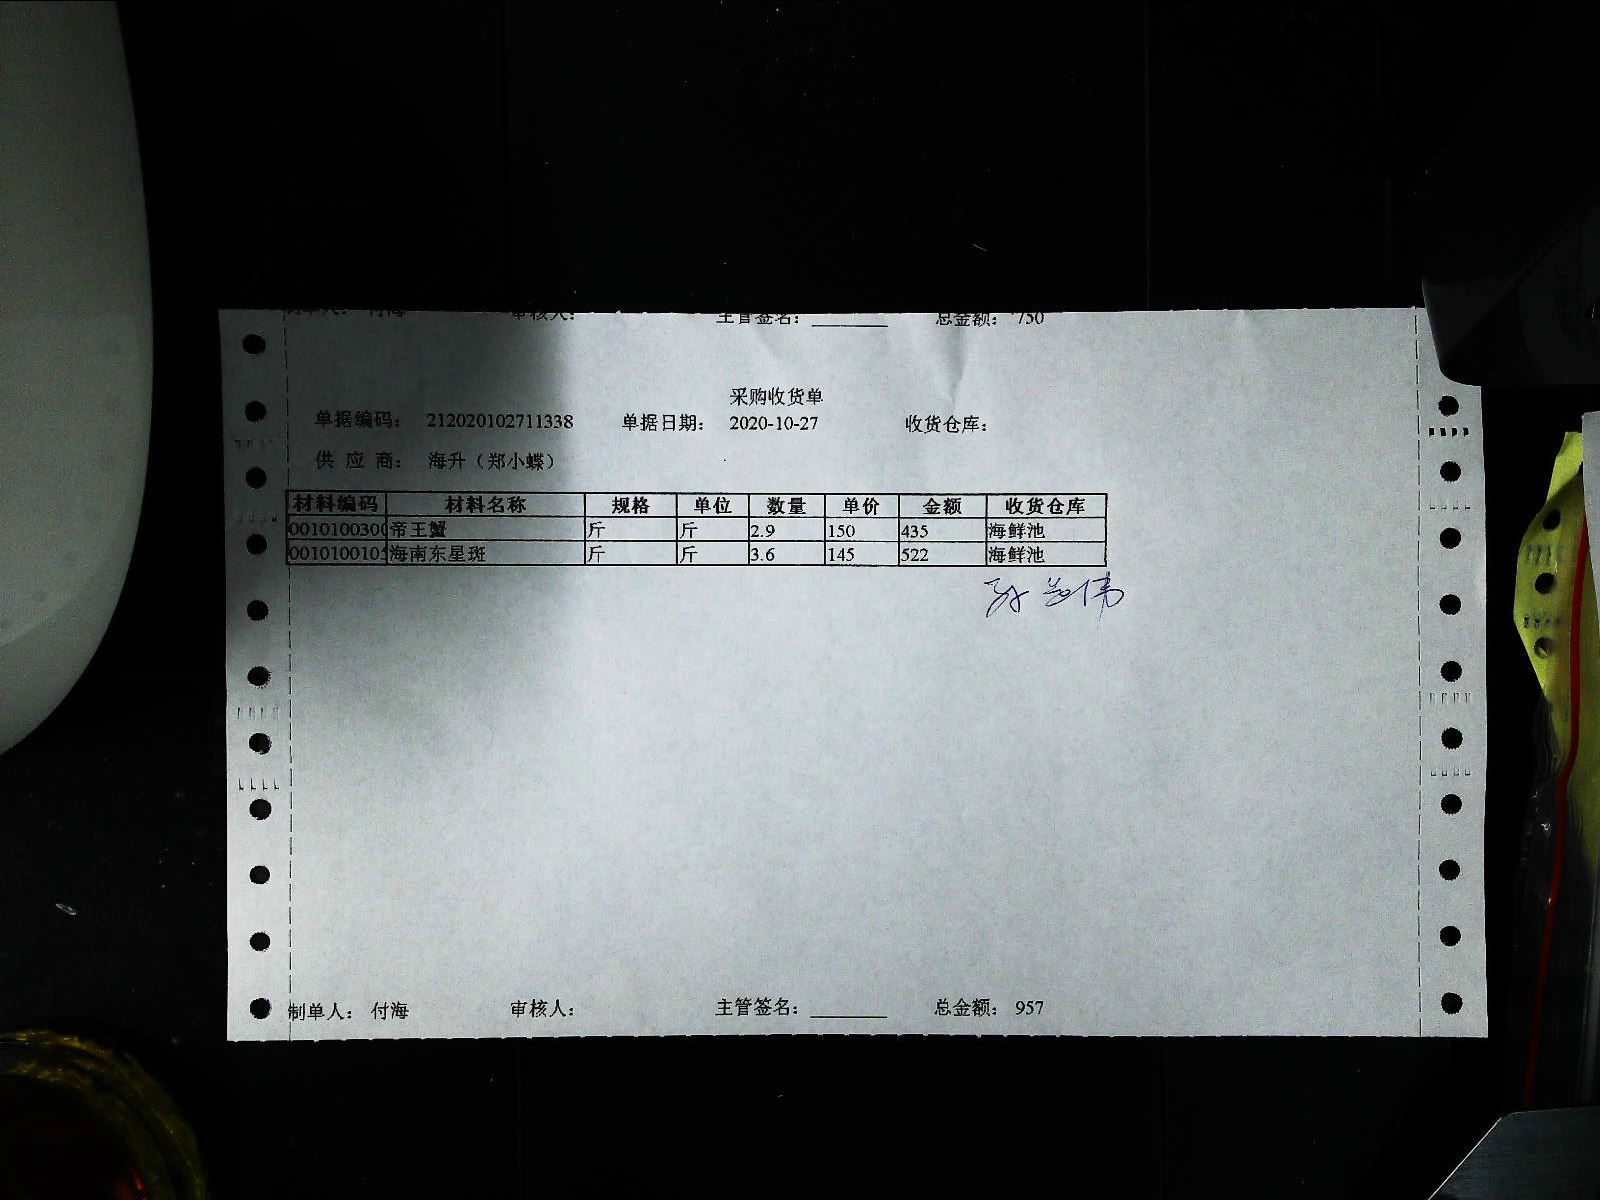 制单人： 付海 审核人： 主管签名：________ 总金额： 750
采购收货单
单据编码： 212020102711338 单据日期： 2020-10-27 收货仓库：
供 应 商： 海升（郑小蝶）
材料编码 材料名称 规格 单位 数量 单价 金额 收货仓库
0010100300 帝王蟹 斤 斤 2.9 150 435 海鲜池
0010100105 海南东星斑 斤 斤 3.6 145 522 海鲜池
制单人： 付海 审核人： 主管签名：________ 总金额： 957